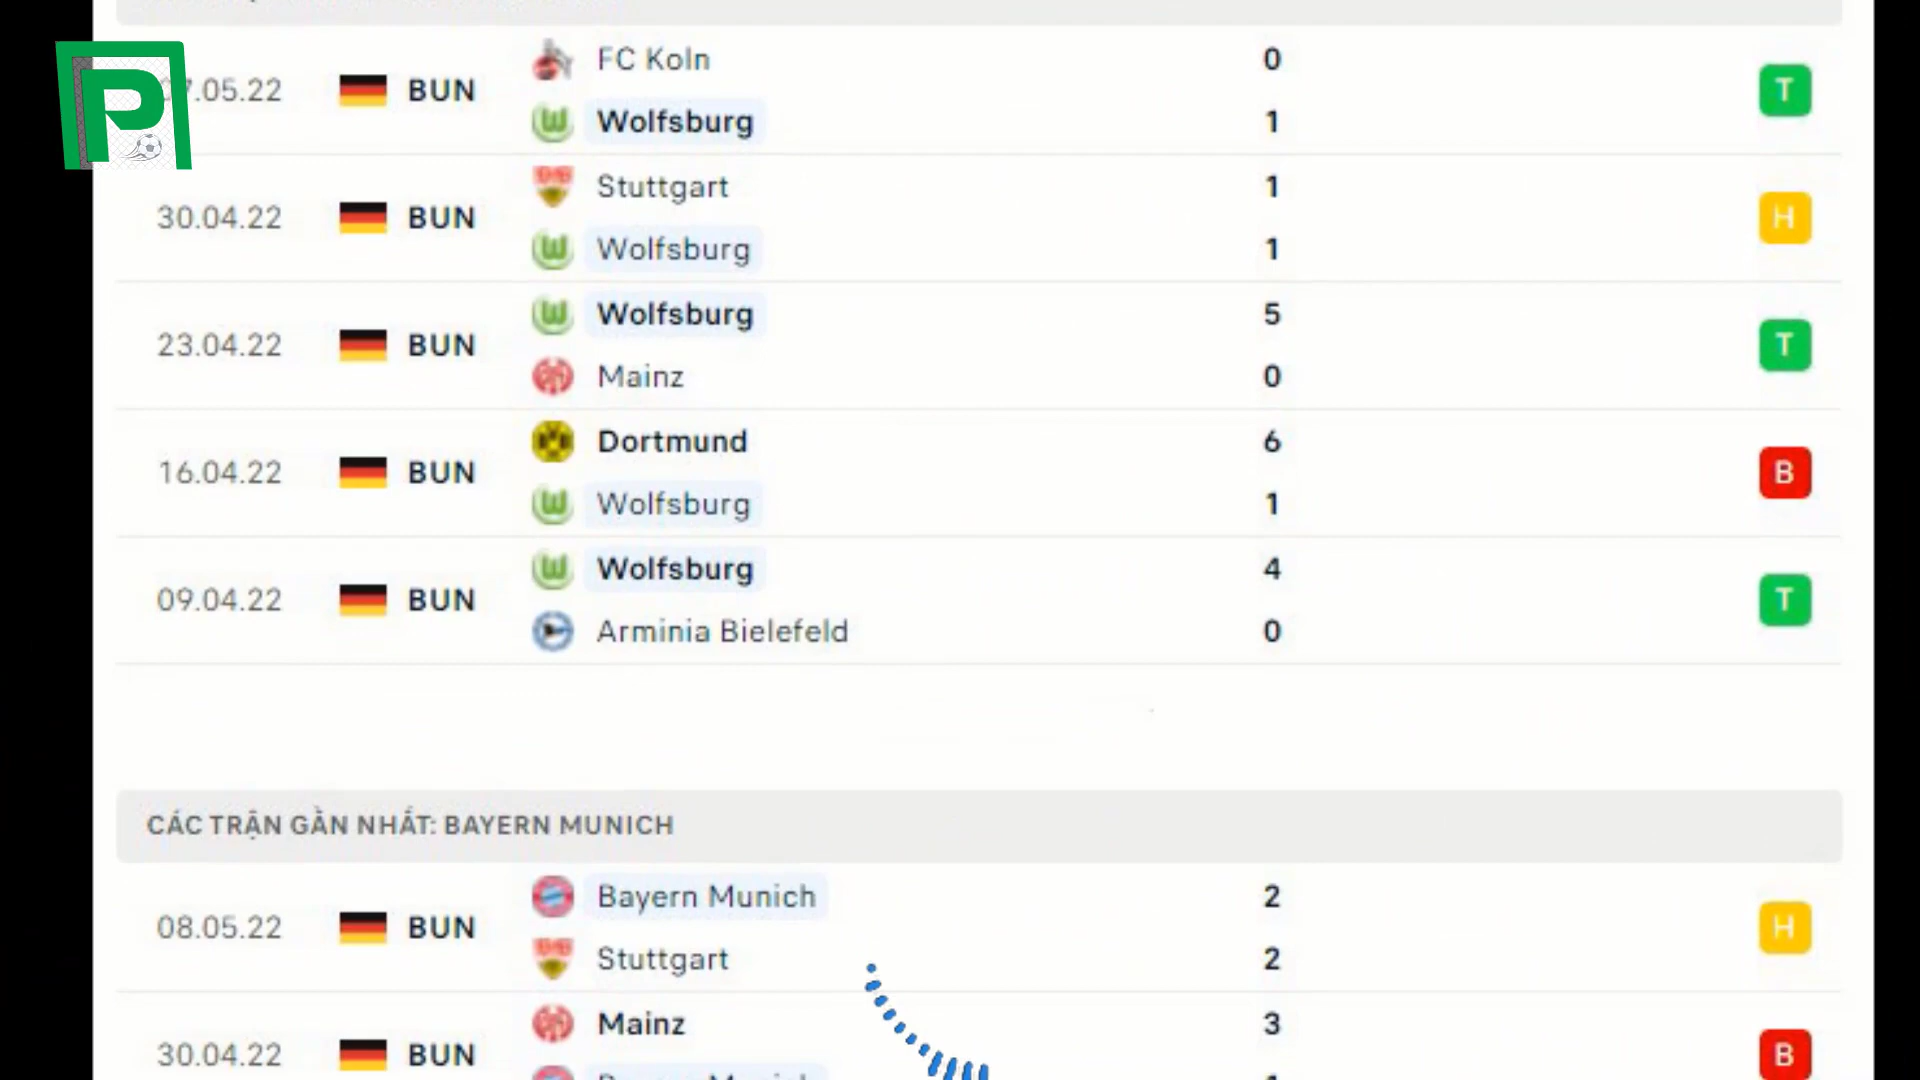 P
07.05.22 BUN FC Koln 0 T
Wolfsburg 1
30.04.22 BUN Stuttgart 1 H
Wolfsburg 1
23.04.22 BUN Wolfsburg 5 T
Mainz 0
16.04.22 BUN Dortmund 6 B
Wolfsburg 1
09.04.22 BUN Wolfsburg 4 T
Arminia Bielefeld 0
CÁC TRẬN GẦN NHẤT: BAYERN MUNICH
08.05.22 BUN Bayern Munich 2 H
Stuttgart 2
30.04.22 BUN Mainz 3 B
Bayern Munich